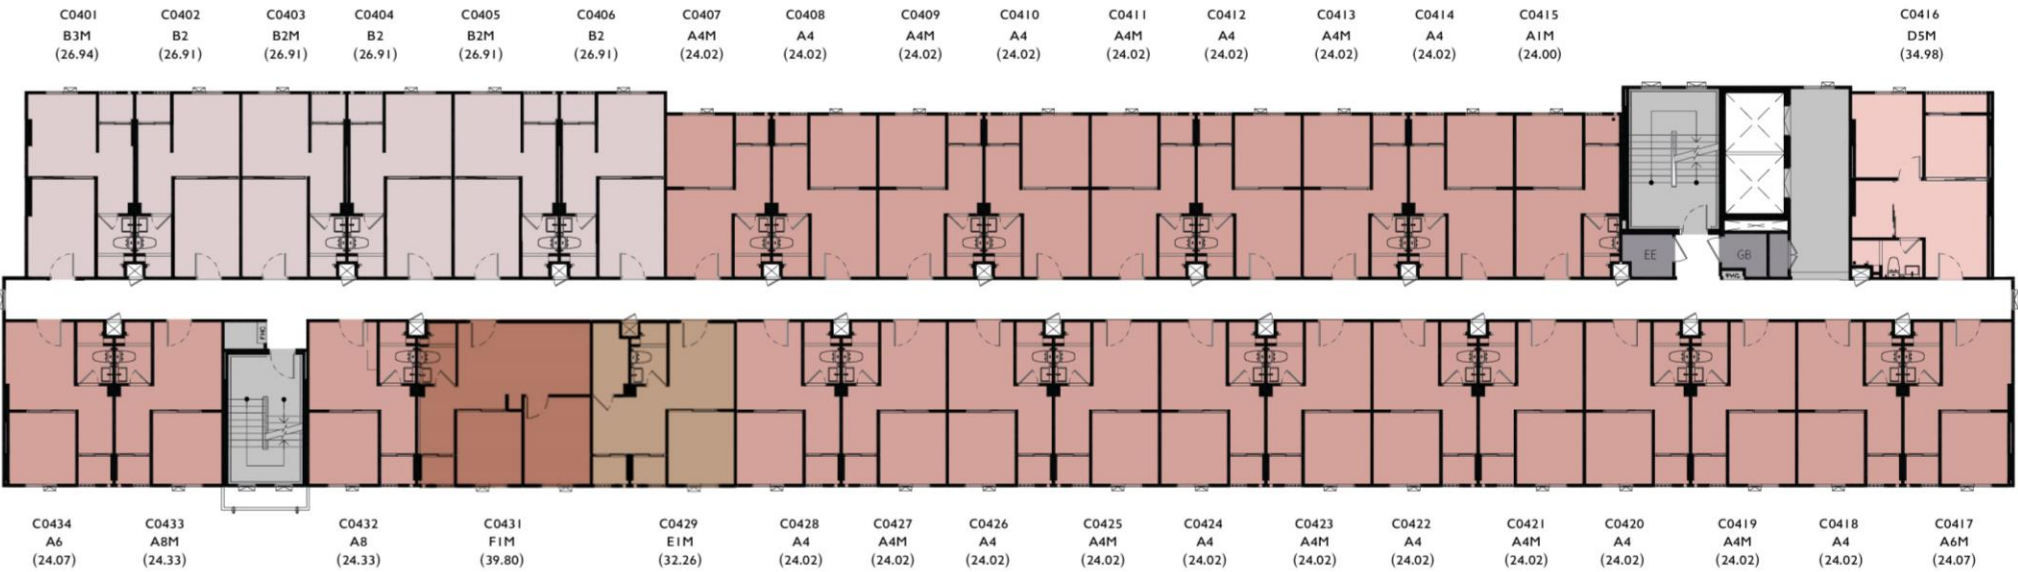 C0401 C0402 C0403 C0404 C0405 C0406 C0407 C0408 C0409 C0410 C0411 C0412 C0413 C0414 C0415 C0416
B3M B2 B2M B2 B2M B2 A4M A4 A4M A4 A4M A4 A4M A4 A1M D5M
(26.94) (26.91) (26.91) (26.91) (26.91) (26.91) (24.02) (24.02) (24.02) (24.02) (24.02) (24.02) (24.02) (24.02) (24.00) (34.98)
EE GB
FHC
FHC
C0434 C0433 C0432 C0431 C0429 C0428 C0427 C0426 C0425 C0424 C0423 C0422 C0421 C0420 C0419 C0418 C0417
A6 A8M A8 F1M E1M A4 A4M A4 A4M A4 A4M A4 A4M A4 A4M A4 A6M
(24.07) (24.33) (24.33) (39.80) (32.26) (24.02) (24.02) (24.02) (24.02) (24.02) (24.02) (24.02) (24.02) (24.02) (24.02) (24.02) (24.07)